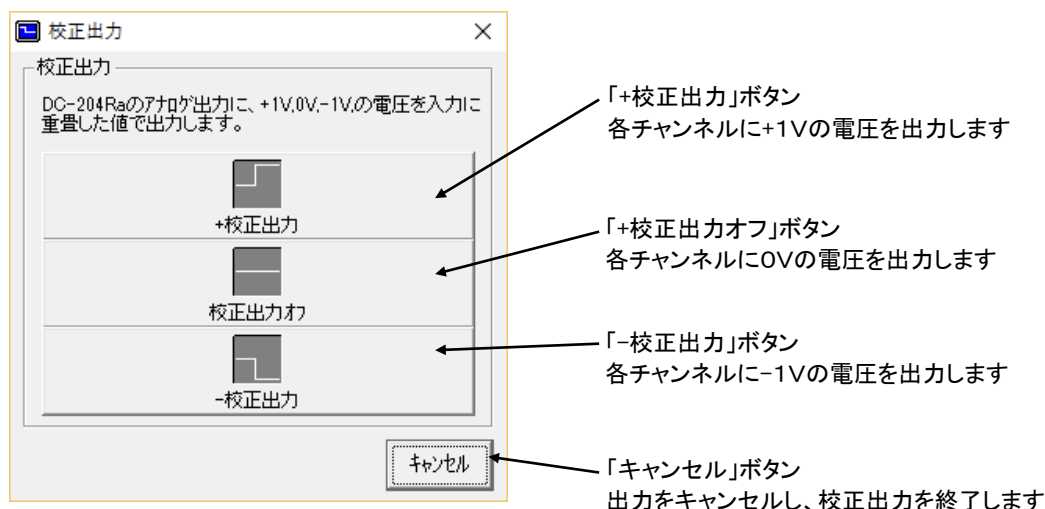 校正出力
校正出力
DC-204Raのｱﾅﾛｸﾞ出力に、+1V,0V,-1V,の電圧を入力に
重畳した値で出力します。
+校正出力
校正出力ｵﾌ
-校正出力
ｷｬﾝｾﾙ
「+校正出力」ボタン
各チャンネルに+1Vの電圧を出力します
「+校正出力オフ」ボタン
各チャンネルに0Vの電圧を出力します
「-校正出力」ボタン
各チャンネルに-1Vの電圧を出力します
「キャンセル」ボタン
出力をキャンセルし、校正出力を終了します